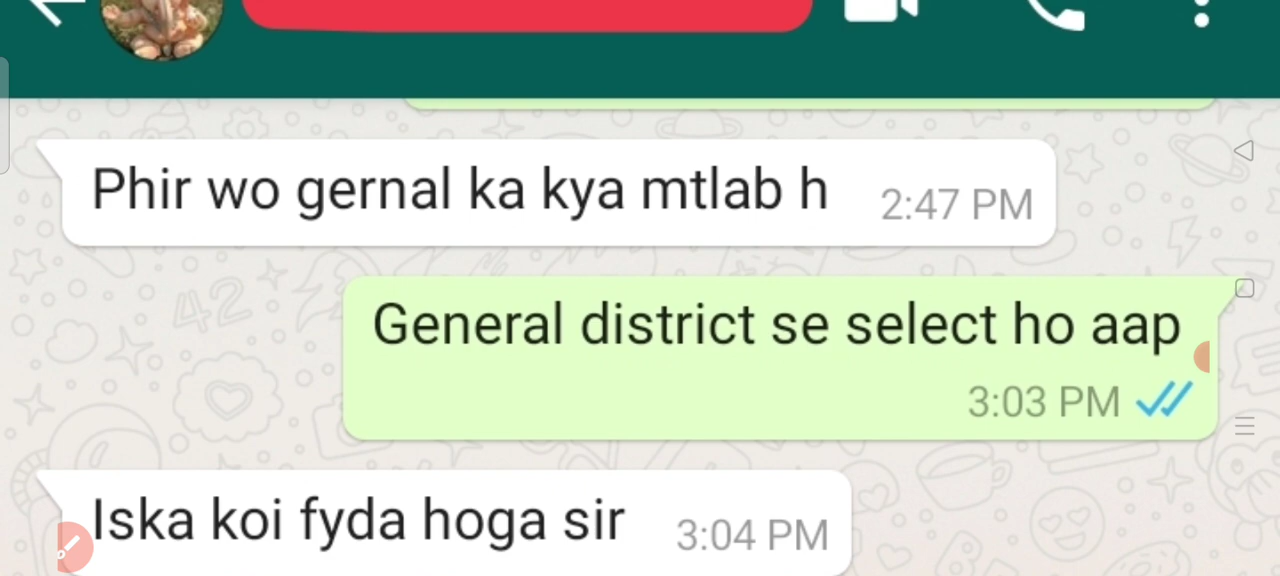 Phir wo gernal ka kya mtlab h 2:47 PM
General district se select ho aap
3:03 PM
Iska koi fyda hoga sir 3:04 PM